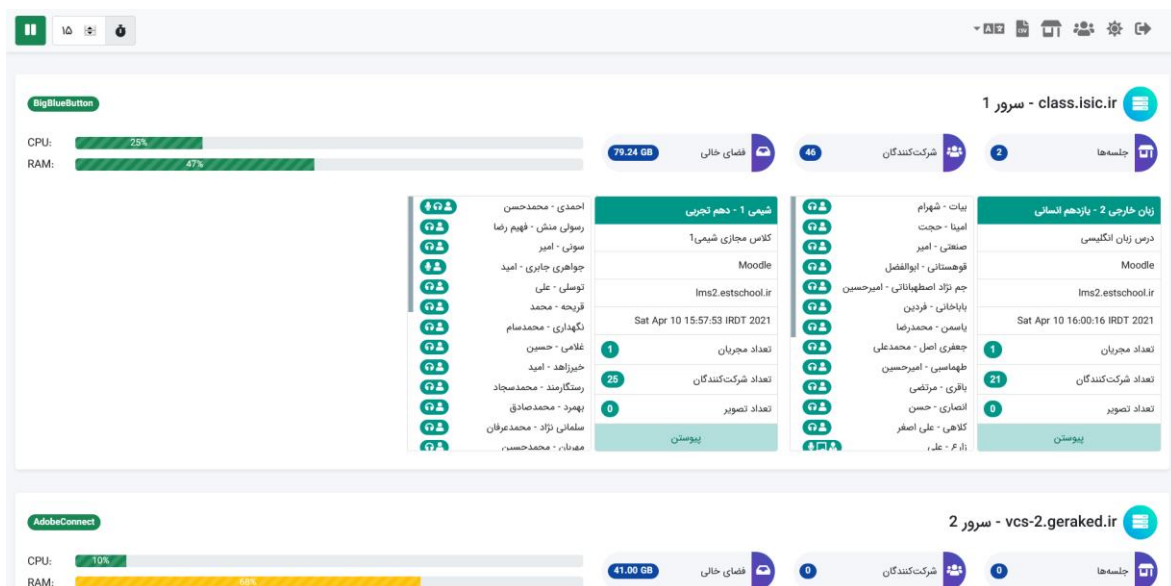 ۱۵
class.isic.ir - سرور 1
BigBlueButton
جلسه‌ها 2
شرکت‌کنندگان 46
فضای خالی 79.24 GB
CPU: 25%
RAM: 47%
زبان خارجی 2 - یازدهم انسانی
درس زبان انگلیسی
Moodle
lms2.estschool.ir
Sat Apr 10 16:00:16 IRDT 2021
تعداد مجریان 1
تعداد شرکت‌کنندگان 21
تعداد تصویر 0
پیوستن
بیات - شهرام
امینا - حجت
صنعتی - امیر
قوهستانی - ابوالفضل
جم نژاد اصطهباناتی - امیرحسین
باباخانی - فردین
یاسمن - محمدرضا
جعفری اصل - محمدعلی
طهماسبی - امیرحسین
باقری - مرتضی
انصاری - حسن
کلاهی - علی اصغر
زارع - علی
شیمی 1 - دهم تجربی
کلاس مجازی شیمی1
Moodle
lms2.estschool.ir
Sat Apr 10 15:57:53 IRDT 2021
تعداد مجریان 1
تعداد شرکت‌کنندگان 25
تعداد تصویر 0
پیوستن
احمدی - محمدحسن
رسولی منش - فهیم رضا
سونی - امیر
جواهری جابری - امید
توسلی - علی
قریحه - محمد
نگهداری - محمدسام
غلامی - حسین
خیرزاهد - امید
رستگارمند - محمدسجاد
بهمرد - محمدصادق
سلمانی نژاد - محمدعرفان
مهربان - محمدحسین
vcs-2.geraked.ir - سرور 2
AdobeConnect
جلسه‌ها 0
شرکت‌کنندگان 0
فضای خالی 41.00 GB
CPU: 10%
RAM: 68%